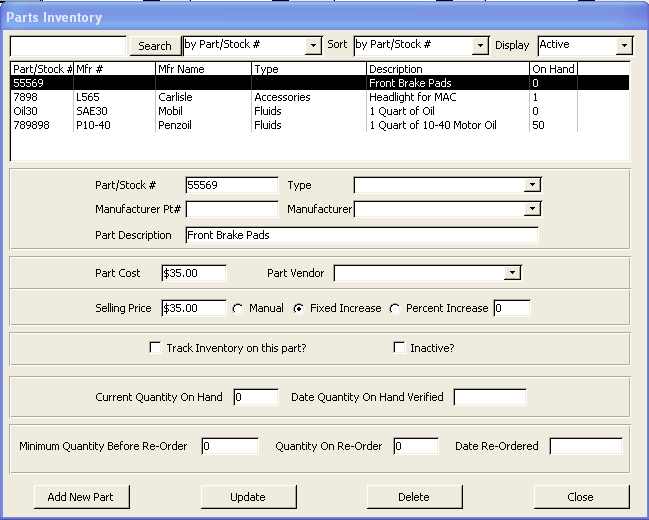 Parts Inventory
Search by Part/Stock # Sort by Part/Stock # Display Active
Part/Stock # Mfr # Mfr Name Type Description On Hand
55569 Front Brake Pads 0
7898 L565 Carlisle Accessories Headlight for MAC 1
Oil30 SAE30 Mobil Fluids 1 Quart of Oil 0
789898 P10-40 Penzoil Fluids 1 Quart of 10-40 Motor Oil 50
Part/Stock # 55569 Type
Manufacturer Pt# Manufacturer
Part Description Front Brake Pads
Part Cost $35.00 Part Vendor
Selling Price $35.00 Manual Fixed Increase Percent Increase 0
Track Inventory on this part? Inactive?
Current Quantity On Hand 0 Date Quantity On Hand Verified
Minimum Quantity Before Re-Order 0 Quantity On Re-Order 0 Date Re-Ordered
Add New Part Update Delete Close